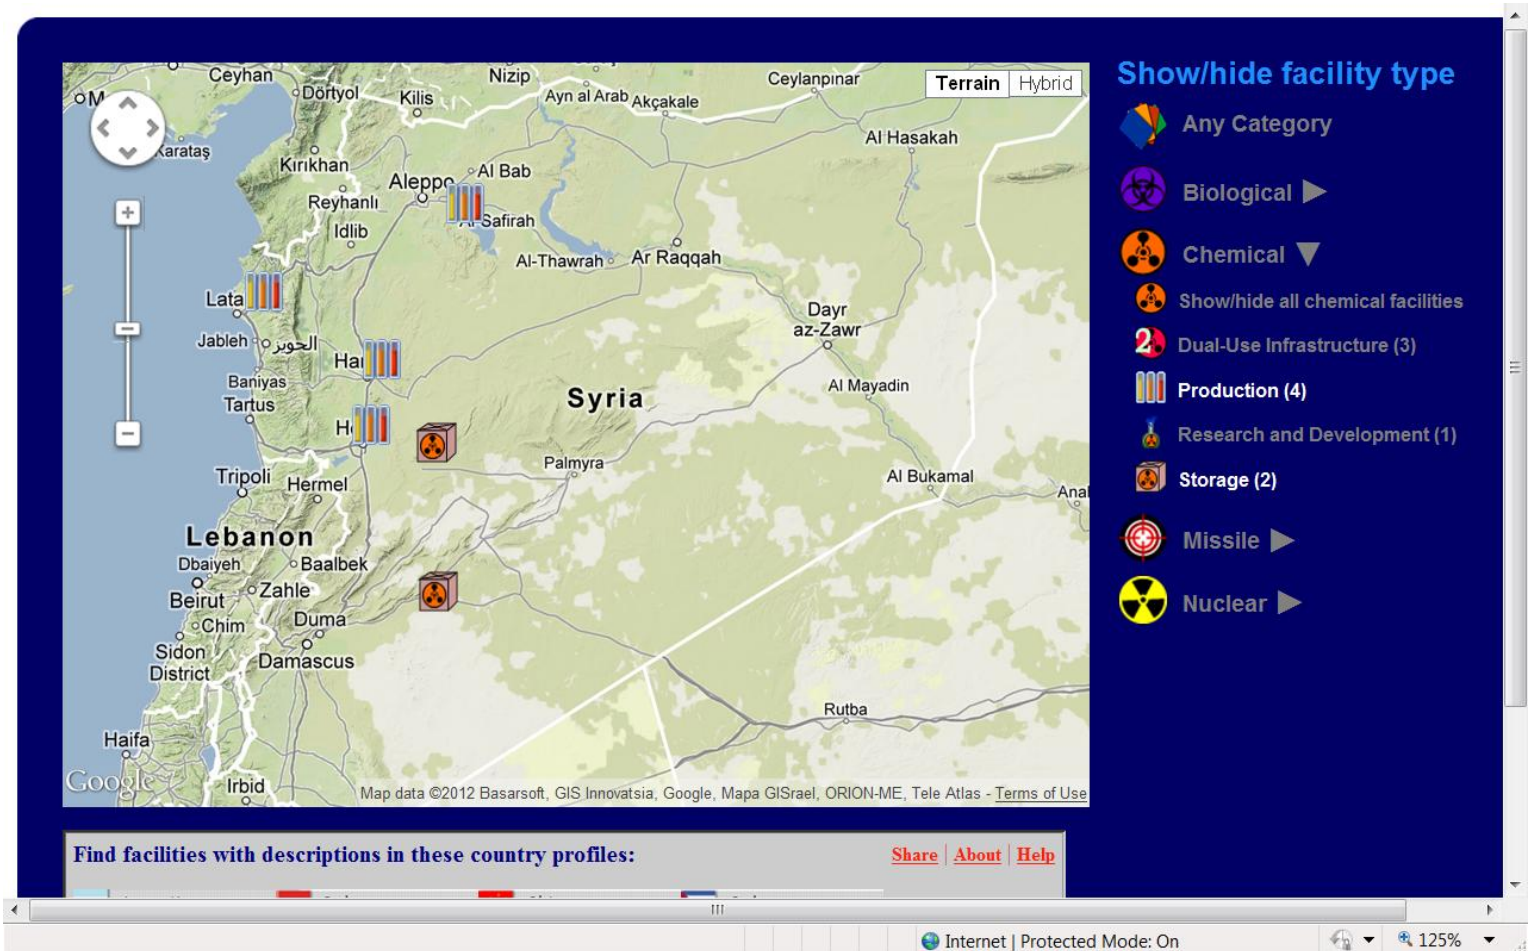 Ceyhan
Nizip
Ceylanpınar
Terrain
Hybrid
Dörtyol
Kilis
Ayn al Arab
Akçakale
Karataş
Kırıkhan
Al Hasakah
Aleppo
Al Bab
Reyhanlı
Idlib
Al-Thawrah
Ar Raqqah
Dayr
az-Zawr
Jableh
الحويز
Baniyas
Al Mayadin
Tartus
Syria
Palmyra
Al Bukamal
Tripoli
Hermel
Lebanon
Dbaiyeh
Baalbek
Zahle
Beirut
Chim
Duma
Sidon
District
Damascus
Rutba
Haifa
Irbid
Google
Map data ©2012 Basarsoft, GIS Innovatsia, Google, Mapa GISrael, ORION-ME, Tele Atlas - Terms of Use
Show/hide facility type
Any Category
Biological
Chemical
Show/hide all chemical facilities
Dual-Use Infrastructure (3)
Production (4)
Research and Development (1)
Storage (2)
Missile
Nuclear
Find facilities with descriptions in these country profiles:
Share | About | Help
Internet | Protected Mode: On
125%